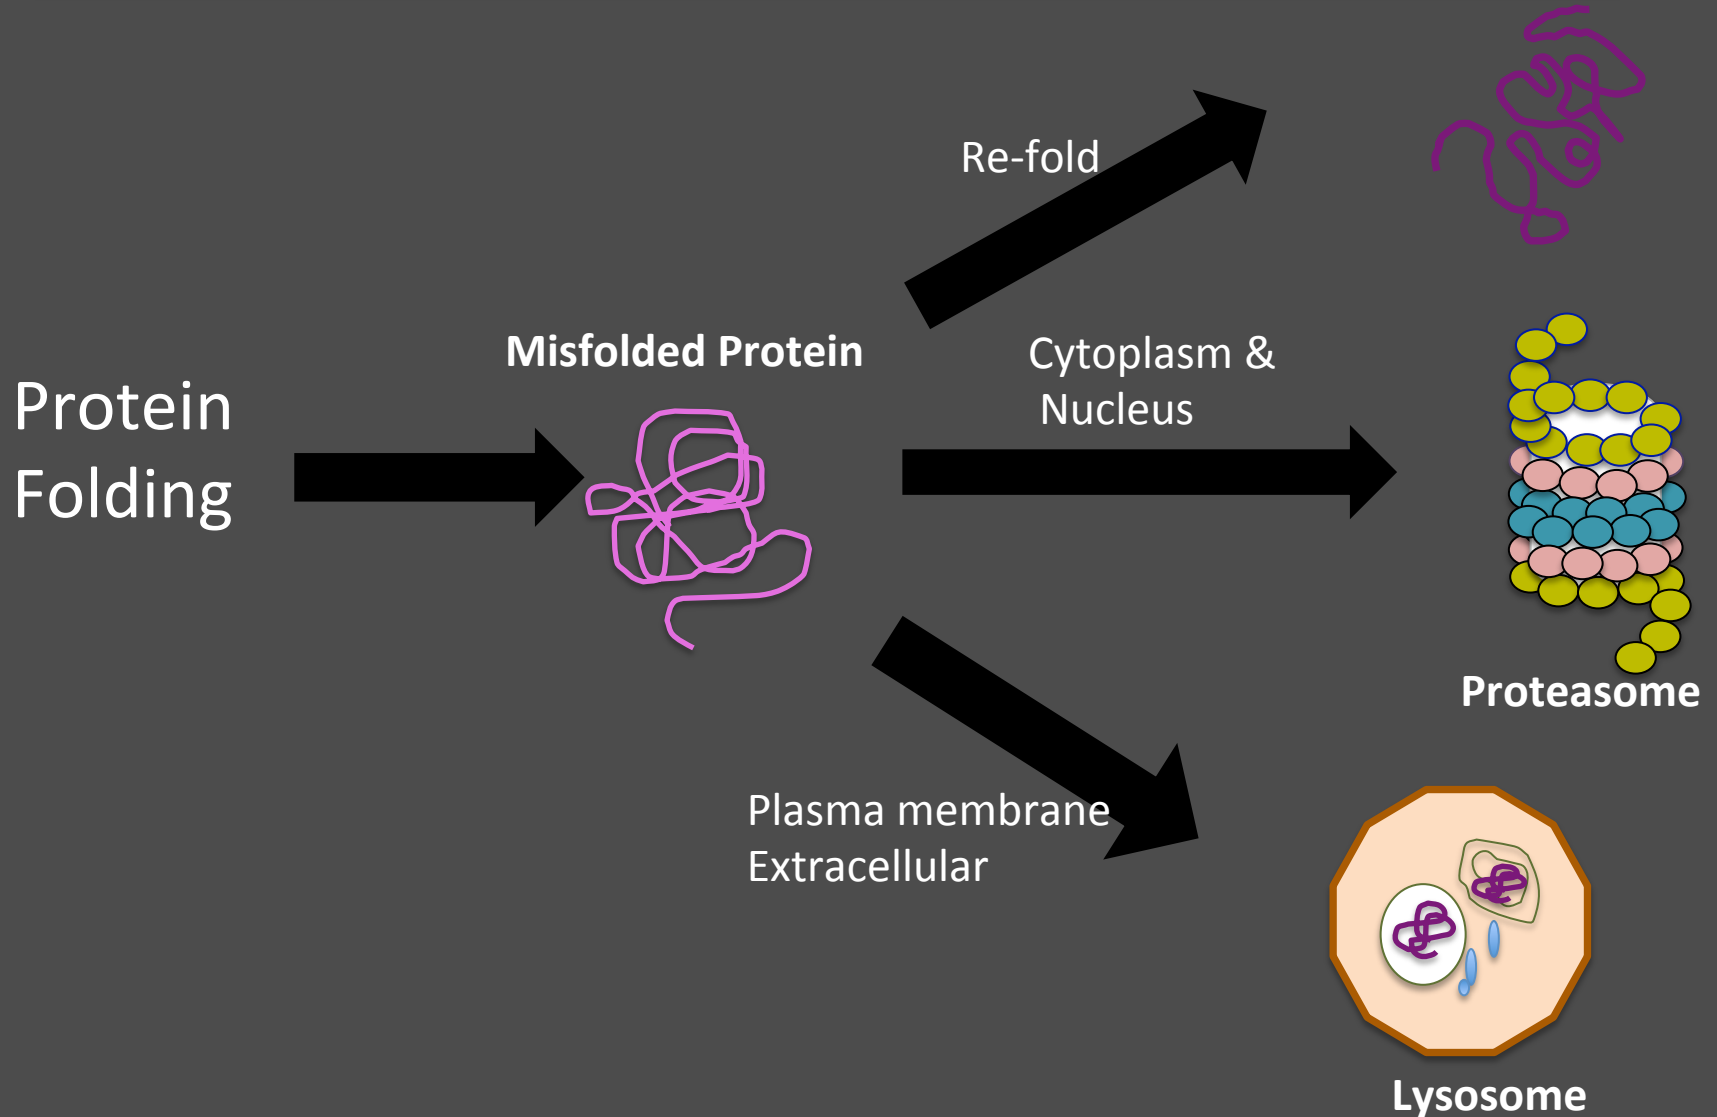 Protein
Folding
Misfolded Protein
Re-fold
Cytoplasm &
Nucleus
Proteasome
Plasma membrane
Extracellular
Lysosome